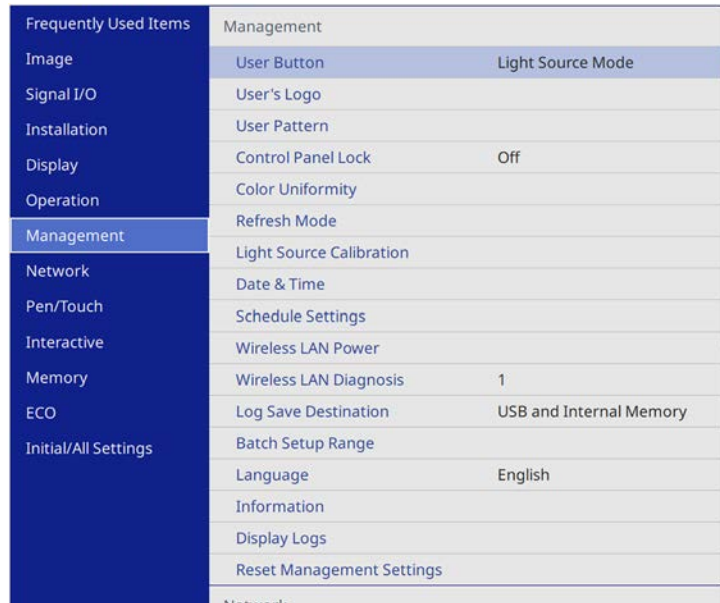 Frequently Used Items
Image
Signal I/O
Installation
Display
Operation
Management
Network
Pen/Touch
Interactive
Memory
ECO
Initial/All Settings
Management
User Button Light Source Mode
User's Logo
User Pattern
Control Panel Lock Off
Color Uniformity
Refresh Mode
Light Source Calibration
Date & Time
Schedule Settings
Wireless LAN Power
Wireless LAN Diagnosis 1
Log Save Destination USB and Internal Memory
Batch Setup Range
Language English
Information
Display Logs
Reset Management Settings